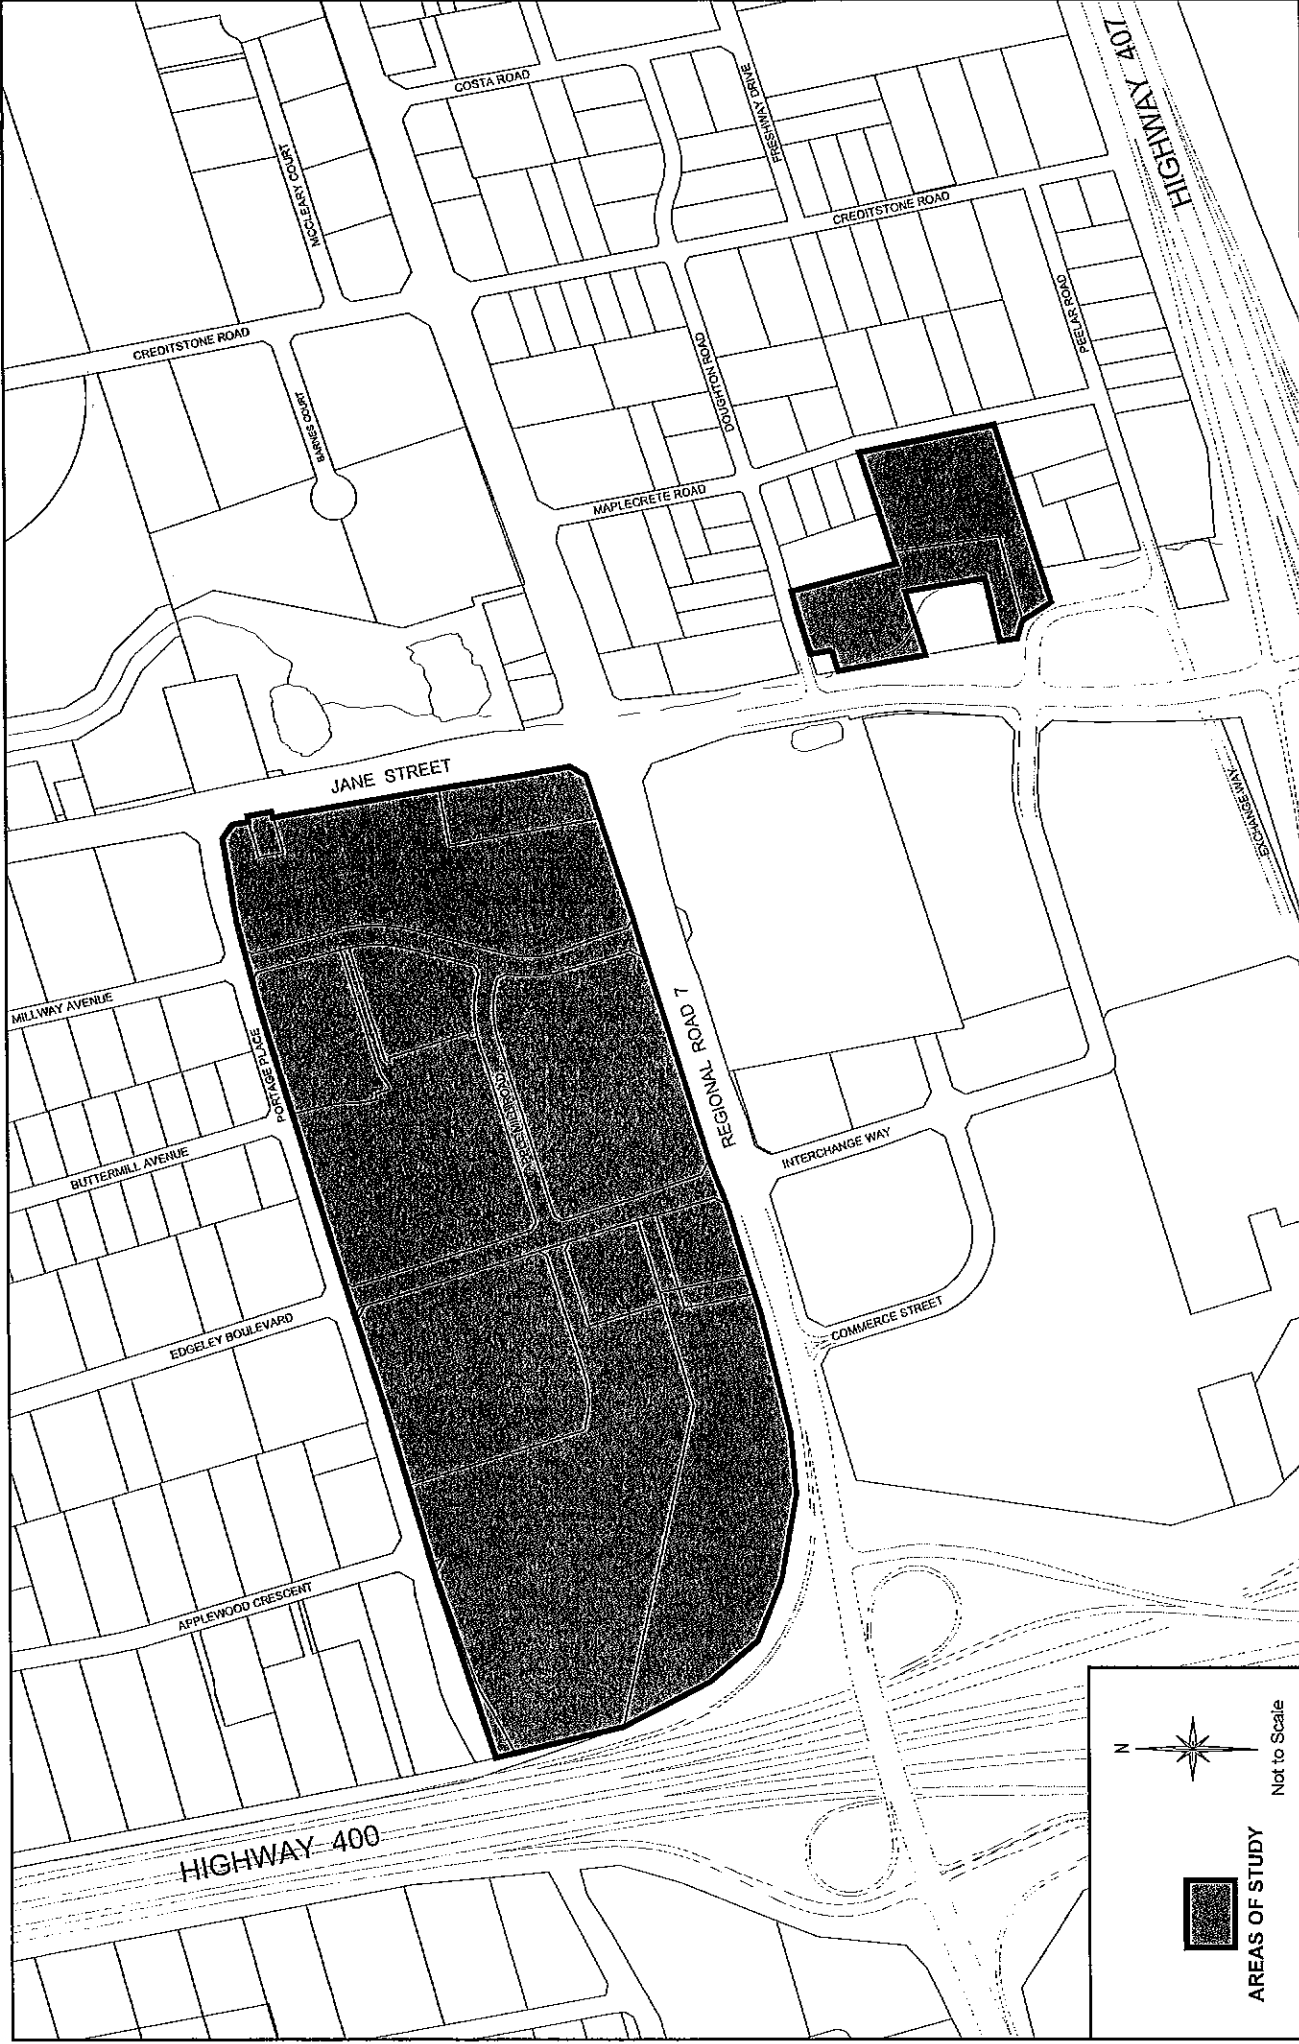 COSTA ROAD
FRESHWAY DRIVE
HIGHWAY 407
MCCLEARY COURT
CREDITSTONE ROAD
CREDITSTONE ROAD
PEELAR ROAD
BARNES COURT
DOUGHTON ROAD
MAPLECRETE ROAD
JANE STREET
EXCHANGE WAY
MILLWAY AVENUE
PORTAGE PLACE
REGIONAL ROAD 7
BUTTERMILL AVENUE
INTERCHANGE WAY
EDGELEY BOULEVARD
COMMERCE STREET
APPLEWOOD CRESCENT
HIGHWAY 400
N
Not to Scale
AREAS OF STUDY